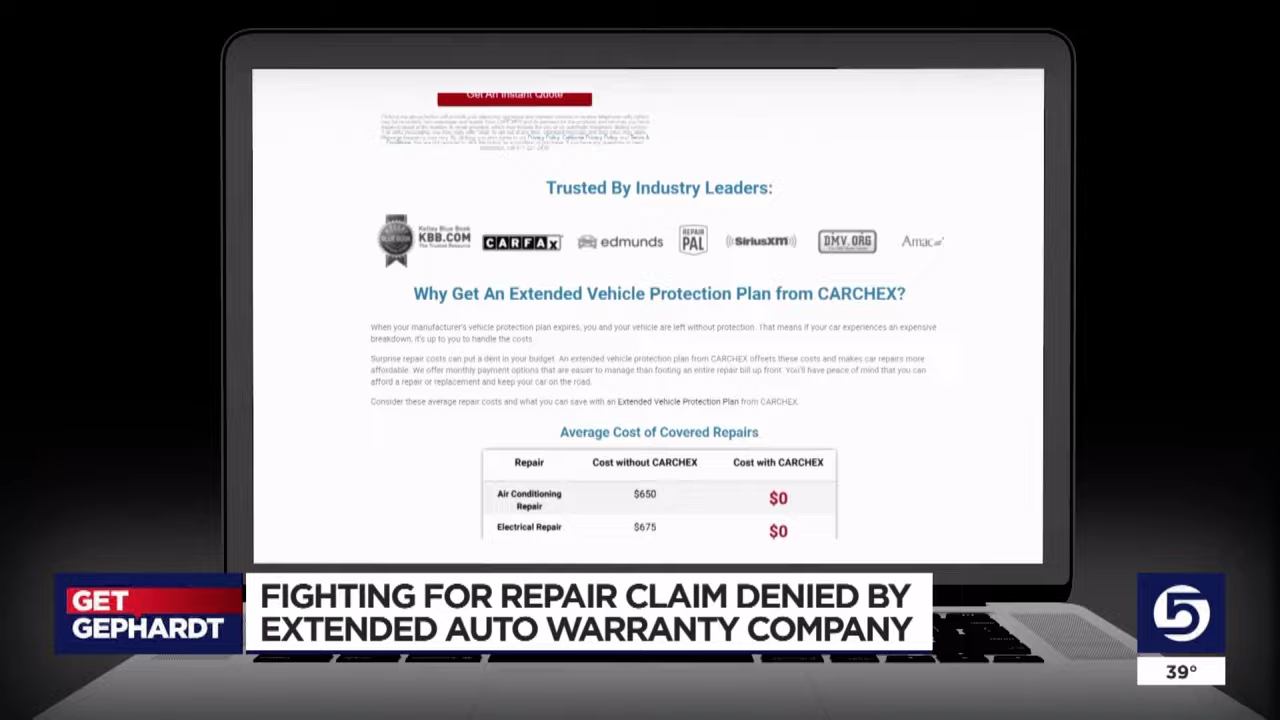 Get An Instant Quote
Trusted By Industry Leaders:
Kelley Blue Book
KBB.COM
The Trusted Resource
CARFAX
edmunds
REPAIR
PAL
SiriusXM
DMV.ORG
Amac
Why Get An Extended Vehicle Protection Plan from CARCHEX?
When your manufacturer's vehicle protection plan expires, you and your vehicle are left without protection. That means if your car experiences an expensive
breakdown, it's up to you to handle the costs.
Surprise repair costs can put a dent in your budget. An extended vehicle protection plan from CARCHEX offsets these costs and makes car repairs more
affordable. We offer monthly payment options that are easier to manage than footing an entire repair bill up front. You'll have peace of mind that you can
afford a repair or replacement and keep your car on the road.
Consider these average repair costs and what you can save with an Extended Vehicle Protection Plan from CARCHEX.
Average Cost of Covered Repairs
Repair Cost without CARCHEX Cost with CARCHEX
Air Conditioning
Repair $650 $0
Electrical Repair $675 $0
GET
GEPHARDT
FIGHTING FOR REPAIR CLAIM DENIED BY
EXTENDED AUTO WARRANTY COMPANY
5
39°